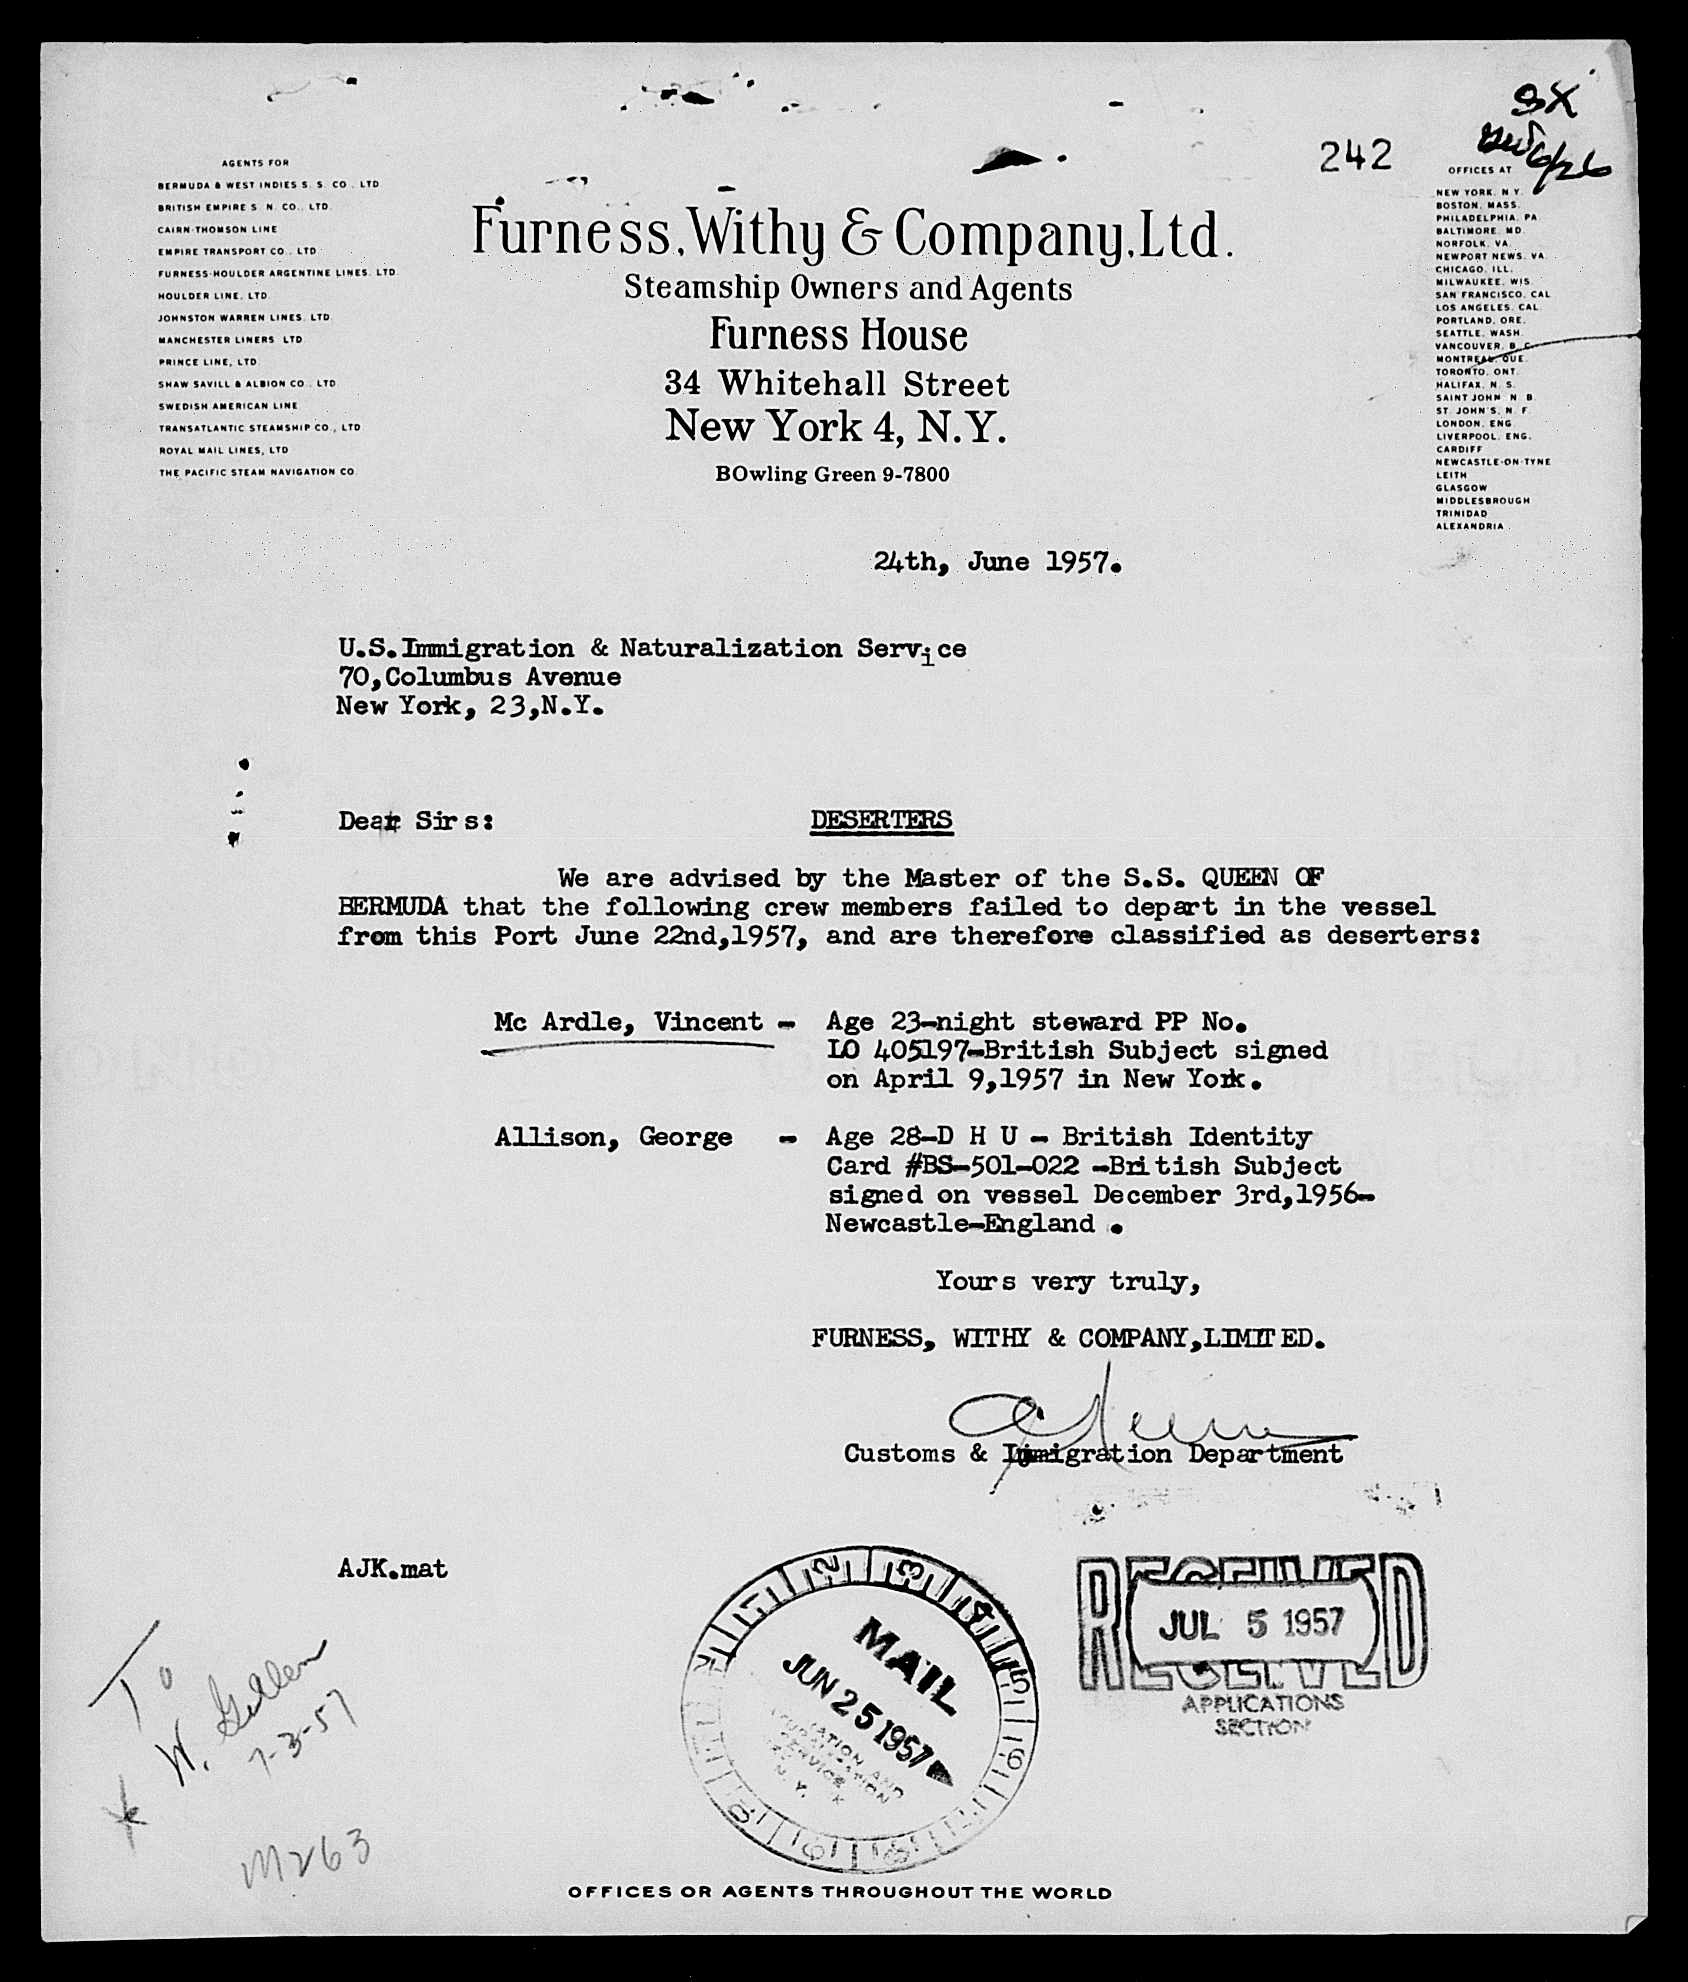 242
SX
6/26
AGENTS FOR
BERMUDA & WEST INDIES S. S. CO., LTD
BRITISH EMPIRE S. N. CO., LTD.
CAIRN-THOMSON LINE
EMPIRE TRANSPORT CO., LTD
FURNESS-HOULDER ARGENTINE LINES, LTD.
HOULDER LINE, LTD
JOHNSTON WARREN LINES, LTD.
MANCHESTER LINERS LTD
PRINCE LINE, LTD
SHAW SAVILL & ALBION CO., LTD
SWEDISH AMERICAN LINE
TRANSATLANTIC STEAMSHIP CO., LTD
ROYAL MAIL LINES, LTD
THE PACIFIC STEAM NAVIGATION CO.
Furness, Withy & Company, Ltd.
Steamship Owners and Agents
Furness House
34 Whitehall Street
New York 4, N.Y.
BOwling Green 9-7800
OFFICES AT
NEW YORK, N.Y.
BOSTON, MASS.
PHILADELPHIA, PA
BALTIMORE, MD.
NORFOLK, VA.
NEWPORT NEWS, VA.
CHICAGO, ILL.
MILWAUKEE, WIS.
SAN FRANCISCO, CAL
LOS ANGELES, CAL.
PORTLAND, ORE.
SEATTLE, WASH.
VANCOUVER, B.C.
MONTREAL, QUE.
TORONTO, ONT.
HALIFAX, N. S.
SAINT JOHN N. B.
ST. JOHN'S, N. F.
LONDON, ENG.
LIVERPOOL, ENG.
CARDIFF
NEWCASTLE-ON-TYNE
LEITH
GLASGOW
MIDDLESBROUGH
TRINIDAD
ALEXANDRIA
24th, June 1957.
U.S.Immigration & Naturalization Service
70,Columbus Avenue
New York, 23,N.Y.
Dear Sirs: DESERTERS
We are advised by the Master of the S.S. QUEEN OF
BERMUDA that the following crew members failed to depart in the vessel
from this Port June 22nd,1957, and are therefore classified as deserters:
Mc Ardle, Vincent - Age 23-night steward PP No.
LO 405197-British Subject signed
on April 9,1957 in New York.
Allison, George - Age 28-D H U - British Identity
Card #BS-501-022 -British Subject
signed on vessel December 3rd,1956-
Newcastle-England .
Yours very truly,
FURNESS, WITHY & COMPANY,LIMITED.
Customs & Immigration Department
AJK.mat
To
W.
7-3-57
M263
MAIL
JUN 25 1957
RECEIVED
JUL 5 1957
RECEIVED
APPLICATIONS
SECTION
OFFICES OR AGENTS THROUGHOUT THE WORLD